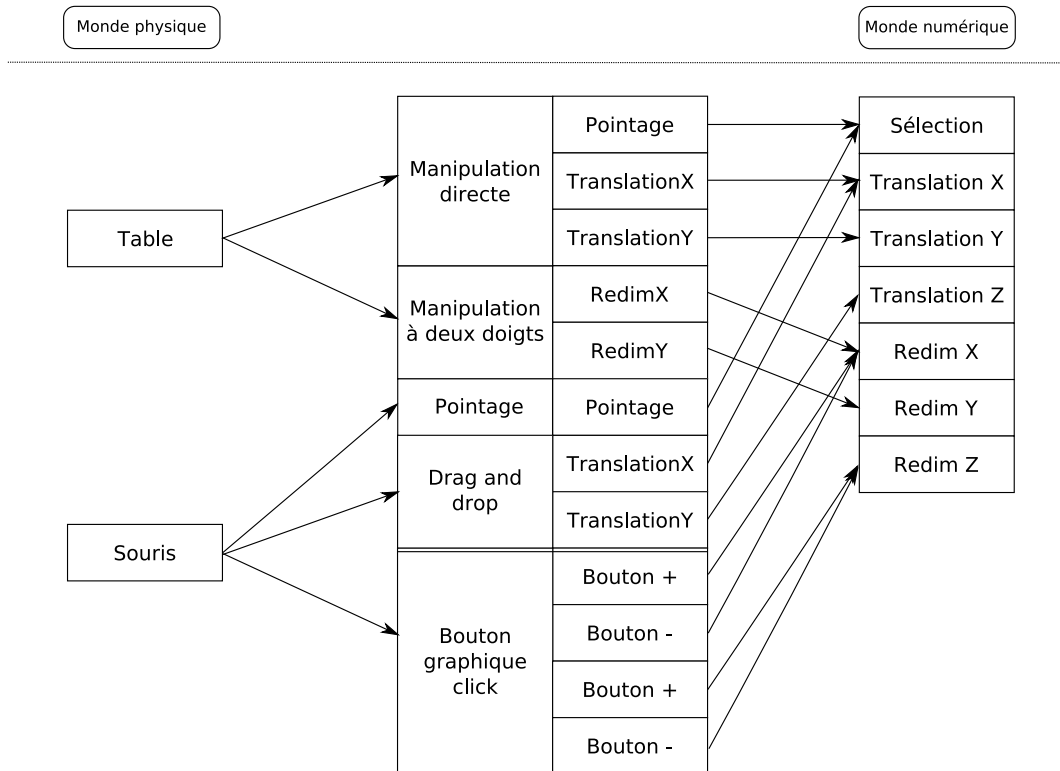 Monde physique
Monde numérique
Table
Souris
Manipulation
directe
Manipulation
à deux doigts
Pointage
Drag and
drop
Bouton
graphique
click
Pointage
TranslationX
TranslationY
RedimX
RedimY
Pointage
TranslationX
TranslationY
Bouton +
Bouton -
Bouton +
Bouton -
Sélection
Translation X
Translation Y
Translation Z
Redim X
Redim Y
Redim Z